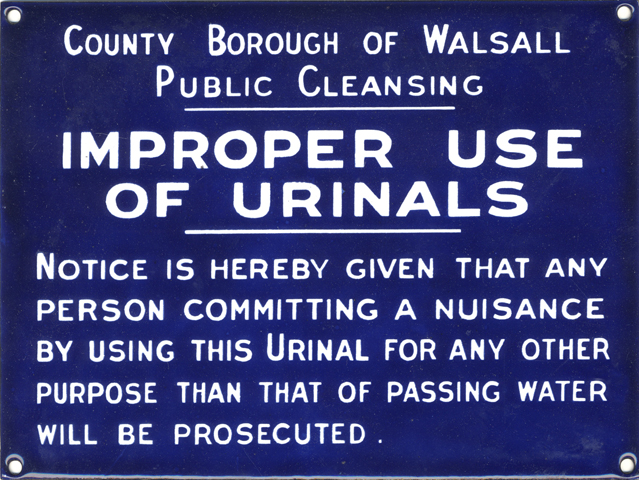 County Borough of Walsall
Public Cleansing
IMPROPER USE
OF URINALS
Notice is hereby given that any
person committing a nuisance
by using this Urinal for any other
purpose than that of passing water
will be prosecuted.